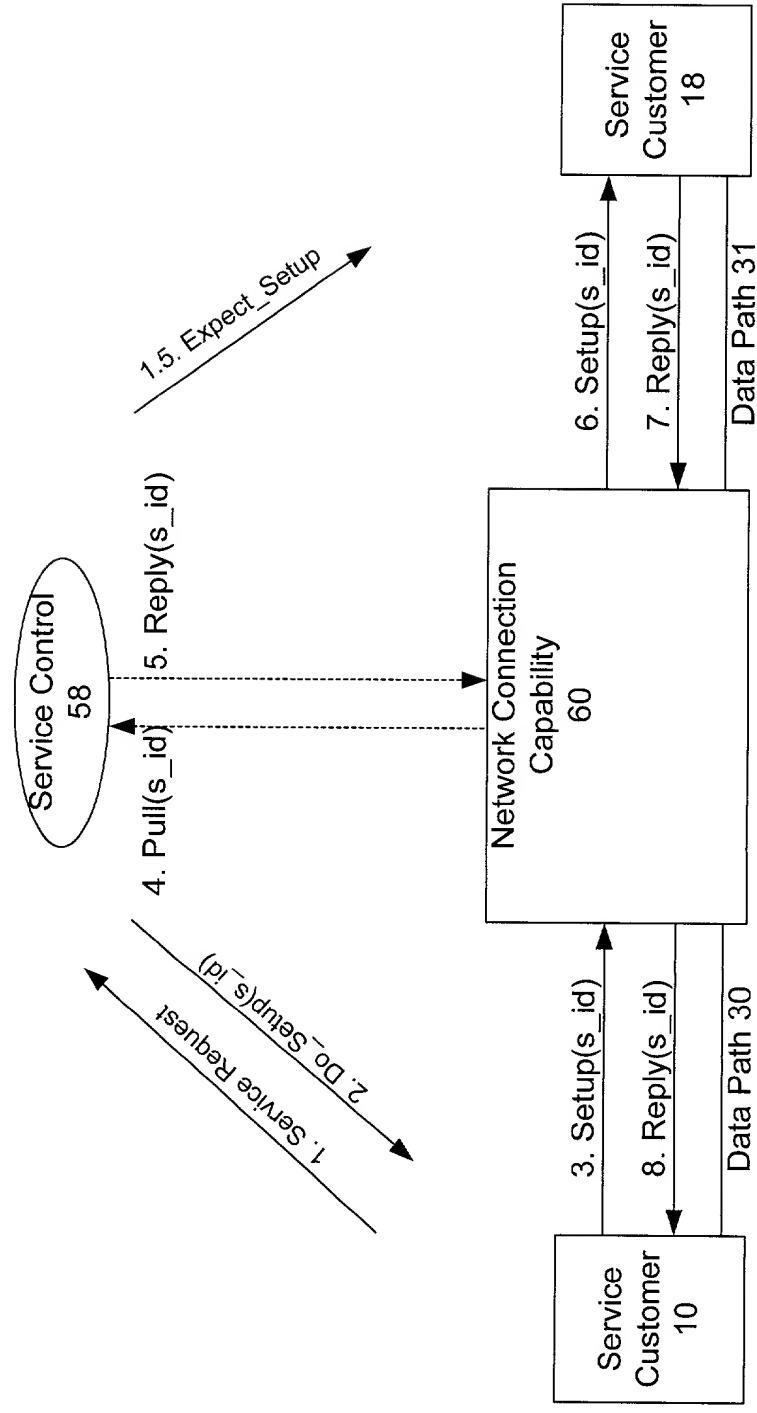 Service Control
58
1. Service Request
2. Do_Setup(s_id)
4. Pull(s_id)
5. Reply(s_id)
1.5. Expect_Setup
Service
Customer
10
3. Setup(s_id)
8. Reply(s_id)
Data Path 30
Network Connection
Capability
60
6. Setup(s_id)
7. Reply(s_id)
Data Path 31
Service
Customer
18